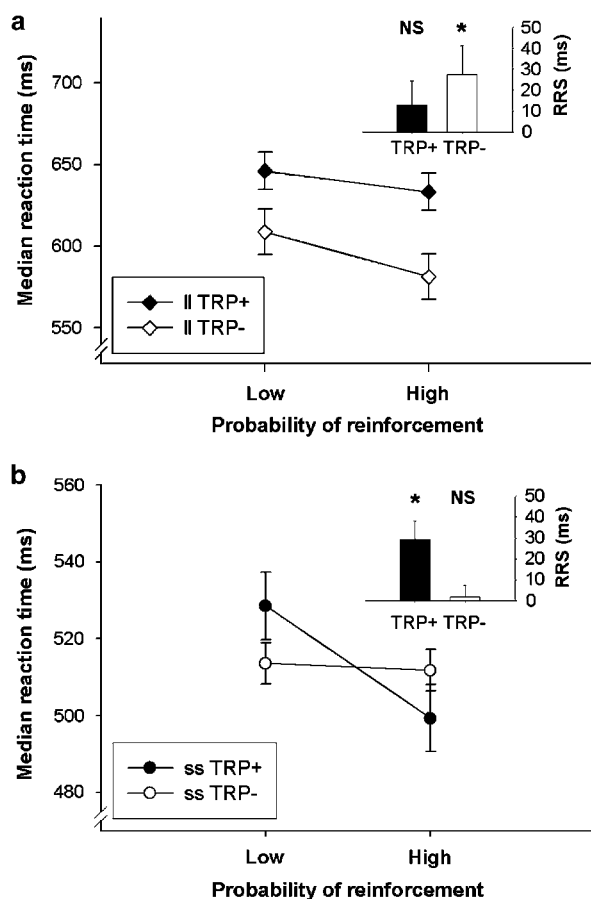 a
Median reaction time (ms)
700
650
600
550
NS *
50
40
30
20
10
0
RRS (ms)
TRP+ TRP-
ll TRP+
ll TRP-
Low High
Probability of reinforcement
b
Median reaction time (ms)
560
540
520
500
480
* NS
50
40
30
20
10
0
RRS (ms)
TRP+ TRP-
ss TRP+
ss TRP-
Low High
Probability of reinforcement